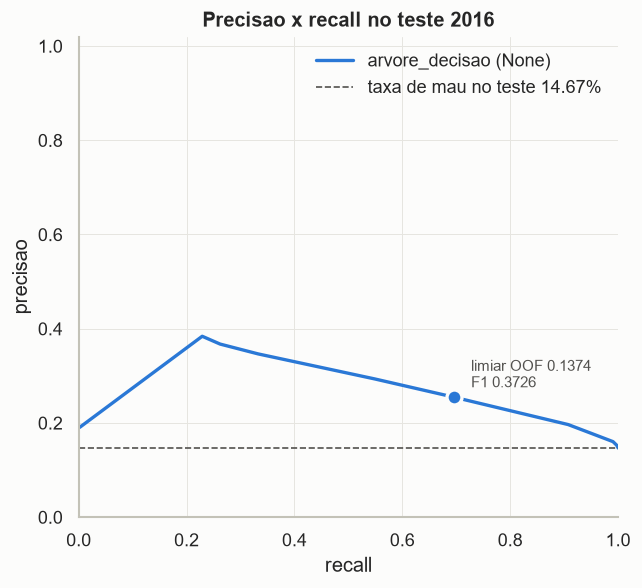 Precisao x recall no teste 2016
arvore_decisao (None)
taxa de mau no teste 14.67%
1.0
0.8
0.6
0.4
0.2
0.0
precisao
limiar OOF 0.1374
F1 0.3726
0.0 0.2 0.4 0.6 0.8 1.0
recall